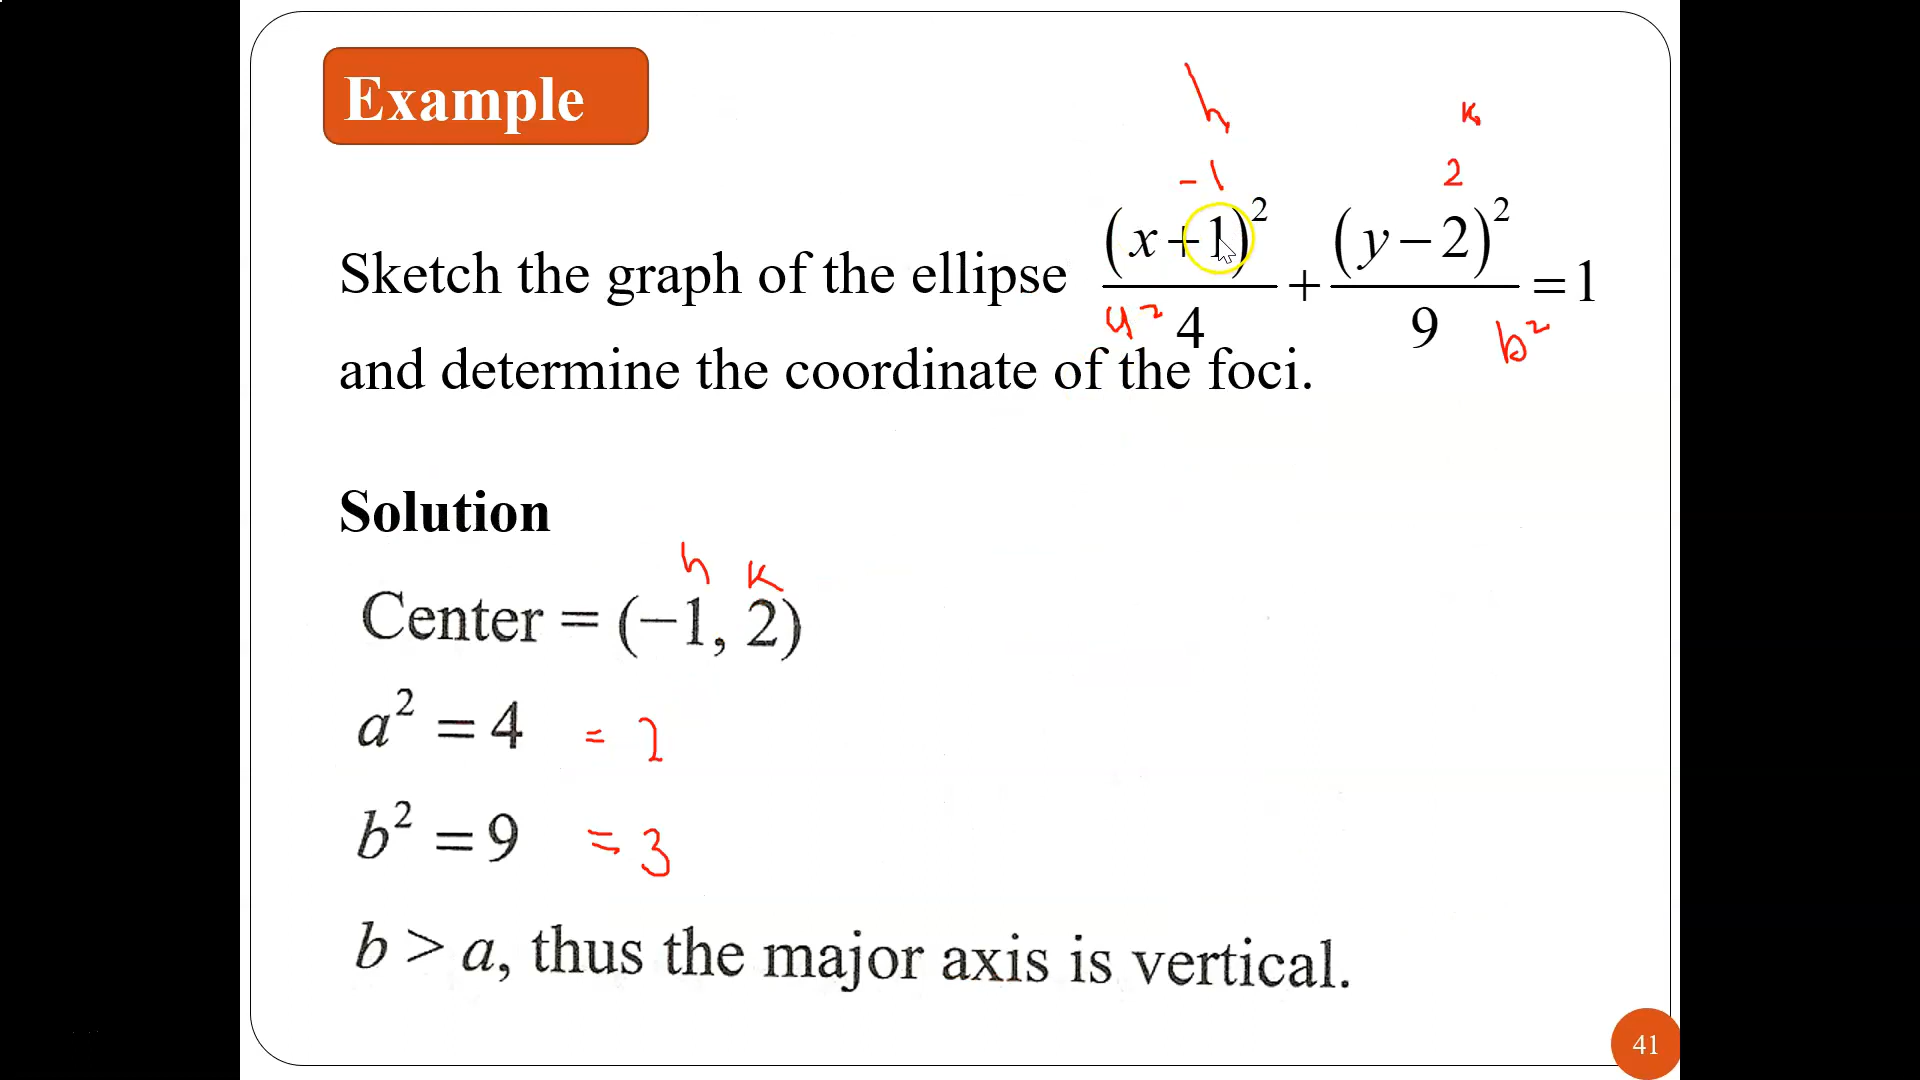 Example
h
k
-1
2
Sketch the graph of the ellipse (x+1)²/4 + (y−2)²/9 = 1
a²
b²
and determine the coordinate of the foci.
Solution
h k
Center = (−1, 2)
a² = 4 = 2
b² = 9 = 3
b > a, thus the major axis is vertical.
41